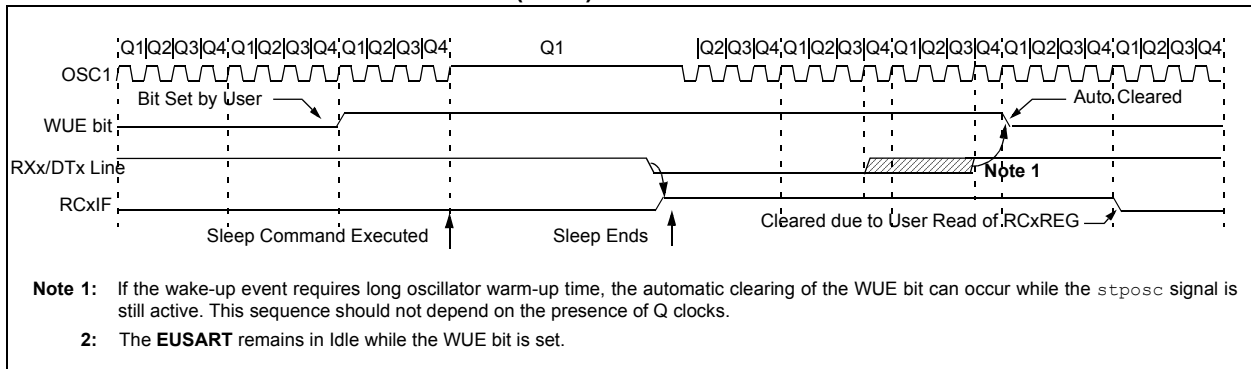 Q1|Q2|Q3|Q4|Q1|Q2|Q3|Q4|Q1|Q2|Q3|Q4 Q1 |Q2|Q3|Q4|Q1|Q2|Q3|Q4|Q1|Q2|Q3|Q4|Q1|Q2|Q3|Q4|Q1|Q2|Q3|Q4
OSC1
Bit Set by User Auto Cleared
WUE bit
RXx/DTx Line Note 1
RCxIF Cleared due to User Read of RCxREG
Sleep Command Executed Sleep Ends
Note 1: If the wake-up event requires long oscillator warm-up time, the automatic clearing of the WUE bit can occur while the stposc signal is
still active. This sequence should not depend on the presence of Q clocks.
2: The EUSART remains in Idle while the WUE bit is set.